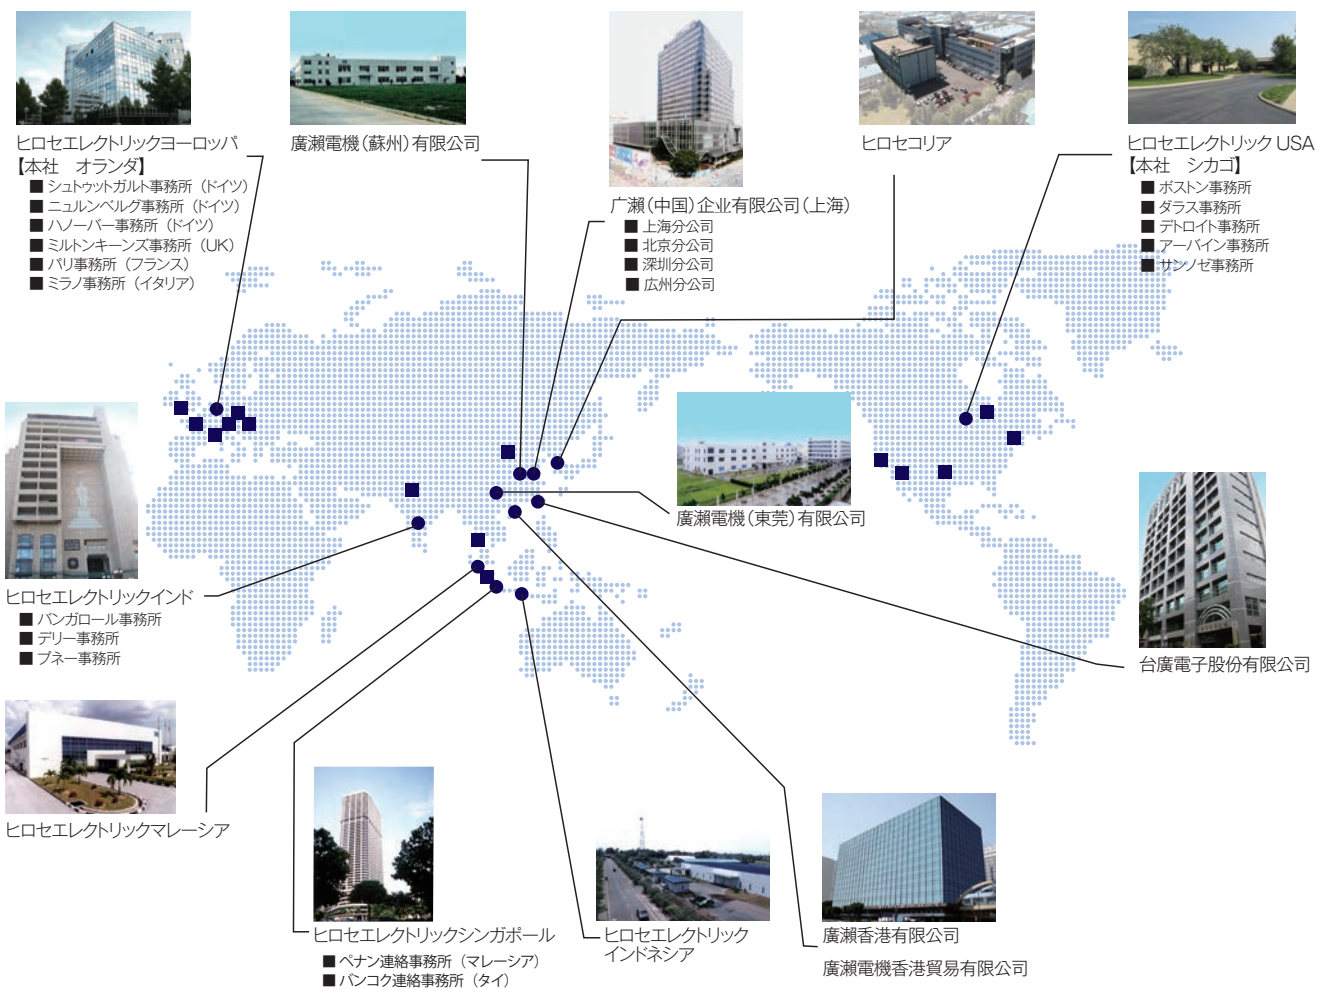 ヒロセエレクトリックヨーロッパ
【本社　オランダ】
■ シュトゥットガルト事務所（ドイツ）
■ ニュルンベルグ事務所（ドイツ）
■ ハノーバー事務所（ドイツ）
■ ミルトンキーンズ事務所（UK）
■ パリ事務所（フランス）
■ ミラノ事務所（イタリア）
廣瀬電機（蘇州）有限公司
广瀬（中国）企业有限公司（上海）
■ 上海分公司
■ 北京分公司
■ 深圳分公司
■ 広州分公司
ヒロセコリア
ヒロセエレクトリック USA
【本社　シカゴ】
■ ボストン事務所
■ ダラス事務所
■ デトロイト事務所
■ アーバイン事務所
■ サンノゼ事務所
廣瀬電機（東莞）有限公司
ヒロセエレクトリックインド
■ バンガロール事務所
■ デリー事務所
■ プネー事務所
台廣電子股份有限公司
ヒロセエレクトリックマレーシア
ヒロセエレクトリックシンガポール
■ ペナン連絡事務所（マレーシア）
■ バンコク連絡事務所（タイ）
ヒロセエレクトリック
インドネシア
廣瀬香港有限公司
廣瀬電機香港貿易有限公司